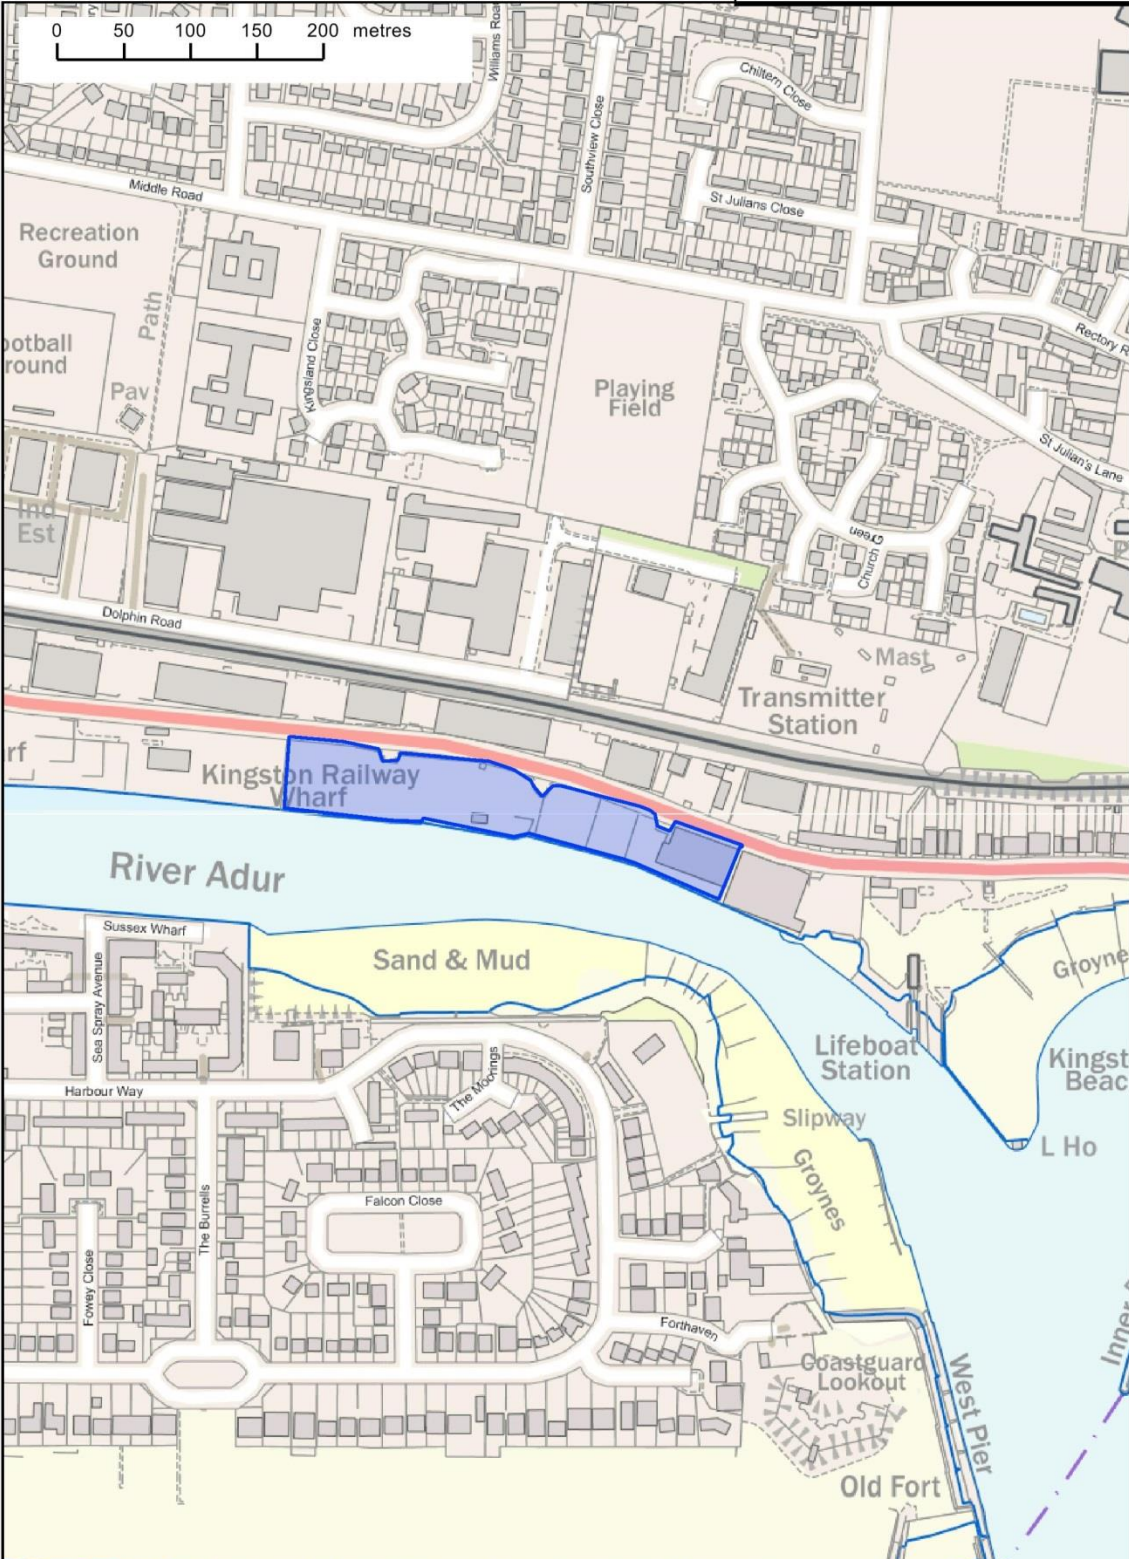 0 50 100 150 200 metres
Williams Roa
Chiltern Close
Southview Close
Middle Road
St Julians Close
Recreation
Ground
Path
ootball
round
Kingsland Close
Pav
Playing
Field
Rectory R
St Julian's Lane
Ind
Est
Church Green
Dolphin Road
Mast
Transmitter
Station
rf
Kingston Railway
Wharf
River Adur
Sussex Wharf
Sea Spray Avenue
Sand & Mud
Groyne
Lifeboat
Station
Kingst
Beac
Harbour Way
The Moorings
Slipway
L Ho
Groynes
Falcon Close
The Burrells
Fowey Close
Forthaven
Coastguard
Lookout
West Pier
Inner
Old Fort